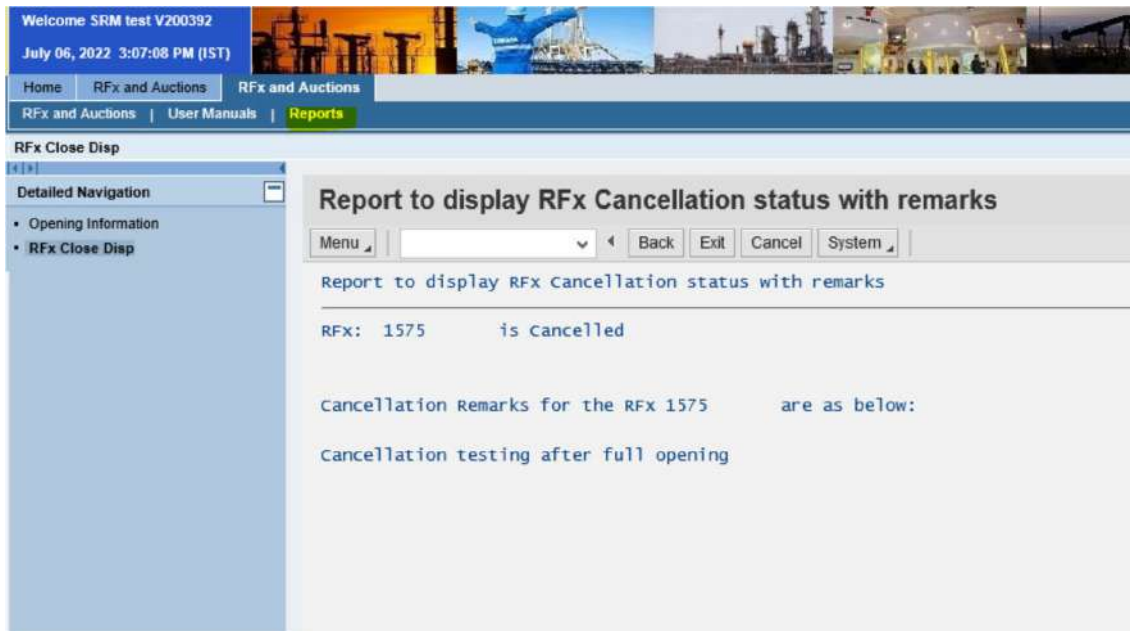 Welcome SRM test V200392
July 06, 2022 3:07:08 PM (IST)
Home RFx and Auctions RFx and Auctions
RFx and Auctions | User Manuals | Reports
RFx Close Disp
Detailed Navigation
• Opening Information
• RFx Close Disp
Report to display RFx Cancellation status with remarks
Menu Back Exit Cancel System
Report to display RFx Cancellation status with remarks
RFx: 1575 is Cancelled
Cancellation Remarks for the RFx 1575 are as below:
Cancellation testing after full opening